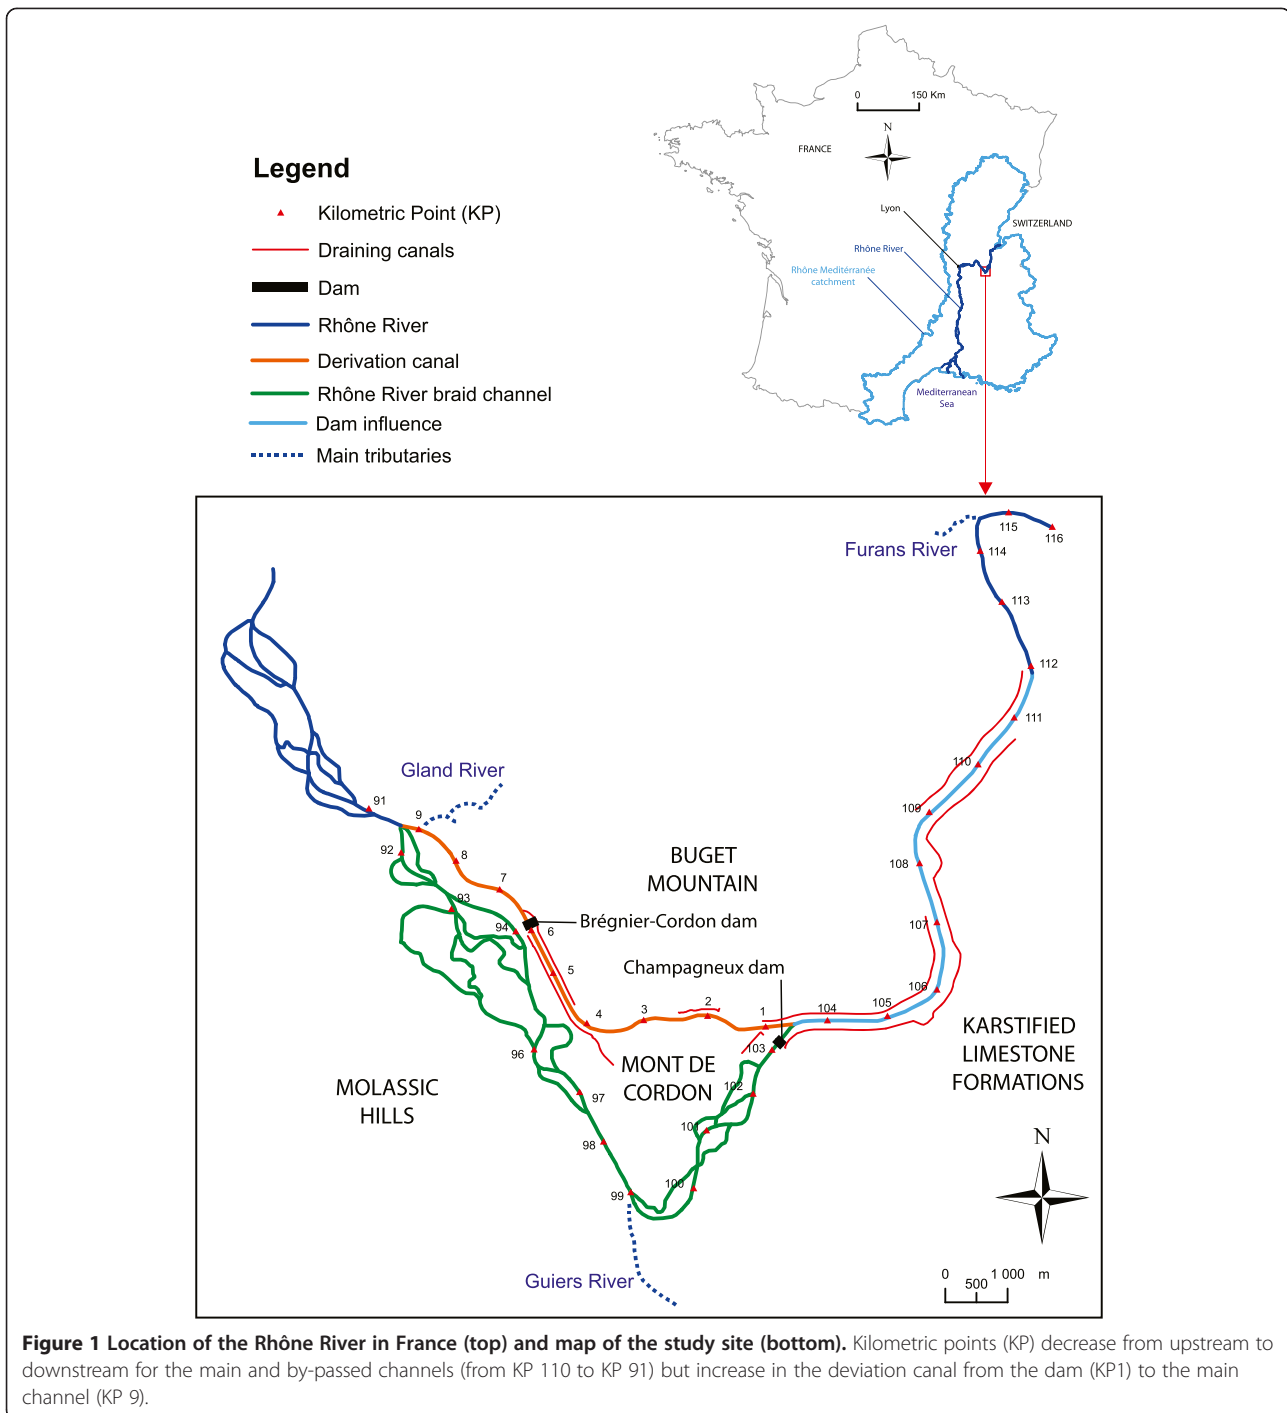 0 150 Km
N
FRANCE
Lyon
SWITZERLAND
Rhône River
Rhône Meditérranée
catchment
Mediterranean
Sea
Legend
Kilometric Point (KP)
Draining canals
Dam
Rhône River
Derivation canal
Rhône River braid channel
Dam influence
Main tributaries
Furans River
115
116
114
113
112
111
110
109
108
107
106
105
104
103
102
101
100
99
98
97
96
94
93
92
91
9
8
7
6
5
4
3
2
1
Gland River
BUGET
MOUNTAIN
Brégnier-Cordon dam
Champagneux dam
MONT DE
CORDON
MOLASSIC
HILLS
KARSTIFIED
LIMESTONE
FORMATIONS
Guiers River
N
0 1 000 m
500
Figure 1 Location of the Rhône River in France (top) and map of the study site (bottom). Kilometric points (KP) decrease from upstream to
downstream for the main and by-passed channels (from KP 110 to KP 91) but increase in the deviation canal from the dam (KP1) to the main
channel (KP 9).